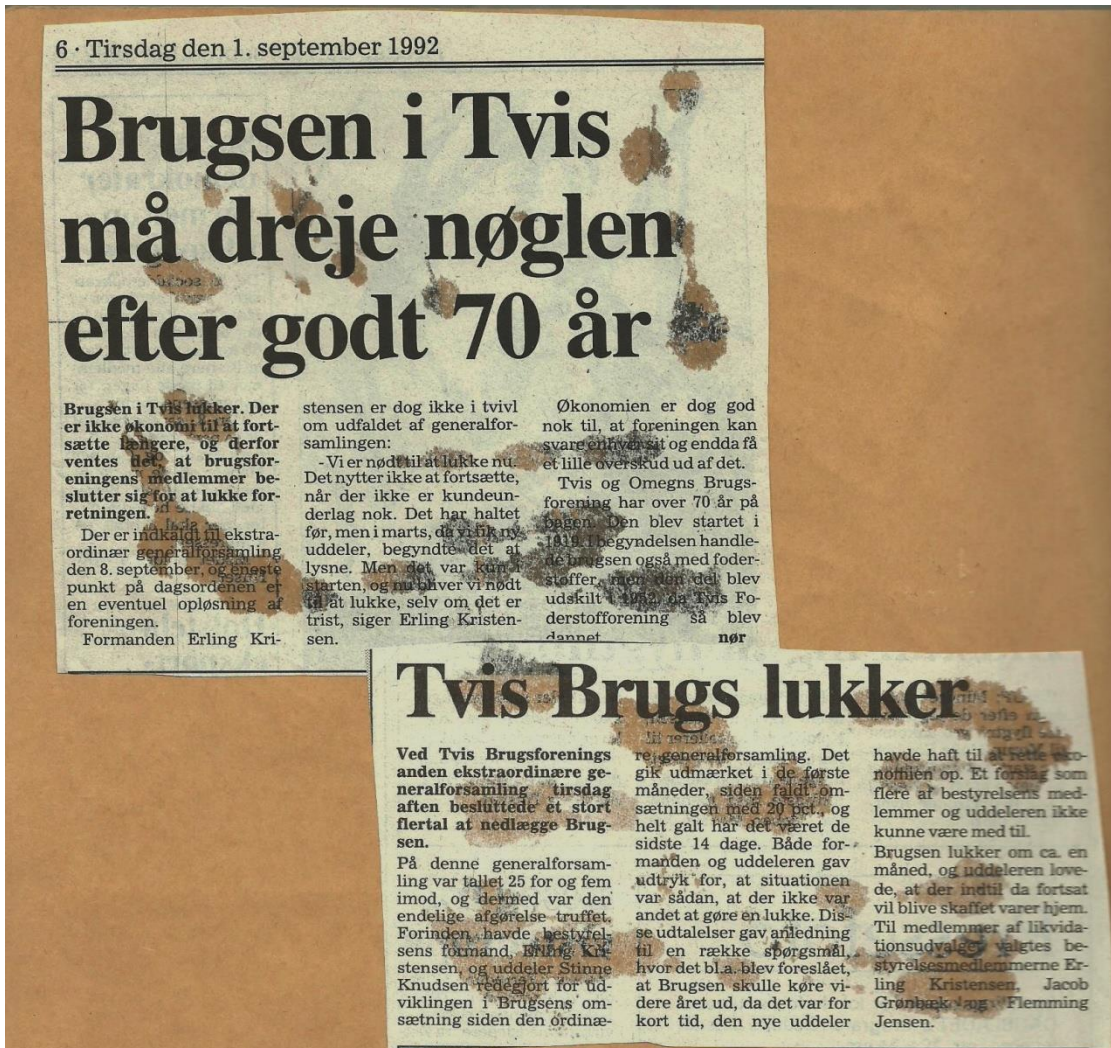 6 · Tirsdag den 1. september 1992
Brugsen i Tvis
må dreje nøglen
efter godt 70 år
Brugsen i Tvis lukker. Der
er ikke økonomi til at fort-
sætte længere, og derfor
ventes det, at brugsfor-
eningens medlemmer be-
slutter sig for at lukke for-
retningen.
Der er indkaldt til ekstra-
ordinær generalforsamling
den 8. september, og eneste
punkt på dagsordenen er
en eventuel opløsning af
foreningen.
Formanden Erling Kri-
stensen er dog ikke i tvivl
om udfaldet af generalfor-
samlingen:
- Vi er nødt til at lukke nu.
Det nytter ikke at fortsætte,
når der ikke er kundeun-
derlag nok. Det har haltet
før, men i marts, da vi fik ny
uddeler, begyndte det at
lysne. Men det var kun i
starten, og nu bliver vi nødt
til at lukke, selv om det er
trist, siger Erling Kristen-
sen.
Økonomien er dog god
nok til, at foreningen kan
svare enhver sit og endda få
et lille overskud ud af det.
Tvis og Omegns Brugs-
forening har over 70 år på
bagen. Den blev startet i
1919. I begyndelsen handle-
de brugsen også med foder-
stoffer, men den del blev
udskilt i 1952, da Tvis Fo-
derstofforening så blev
dannet.
nør
Tvis Brugs lukker
Ved Tvis Brugsforenings
anden ekstraordinære ge-
neralforsamling tirsdag
aften besluttede et stort
flertal at nedlægge Brug-
sen.
På denne generalforsam-
ling var tallet 25 for og fem
imod, og dermed var den
endelige afgørelse truffet.
Forinden havde bestyrel-
sens formand, Erling Kri-
stensen, og uddeler Stinne
Knudsen redegjort for ud-
viklingen i Brugsens om-
sætning siden den ordinæ-
re generalforsamling. Det
gik udmærket i de første
måneder, siden faldt om-
sætningen med 20 pct., og
helt galt har det været de
sidste 14 dage. Både for-
manden og uddeleren gav
udtryk for, at situationen
var sådan, at der ikke var
andet at gøre en lukke. Dis-
se udtalelser gav anledning
til en række spørgsmål,
hvor det bl.a. blev foreslået,
at Brugsen skulle køre vi-
dere året ud, da det var for
kort tid, den nye uddeler
havde haft til at rette øko-
nomien op. Et forslag som
flere af bestyrelsens med-
lemmer og uddeleren ikke
kunne være med til.
Brugsen lukker om ca. en
måned, og uddeleren love-
de, at der indtil da fortsat
vil blive skaffet varer hjem.
Til medlemmer af likvida-
tionsudvalget valgtes be-
styrelsesmedlemmerne Er-
ling Kristensen, Jacob
Grønbæk og Flemming
Jensen.